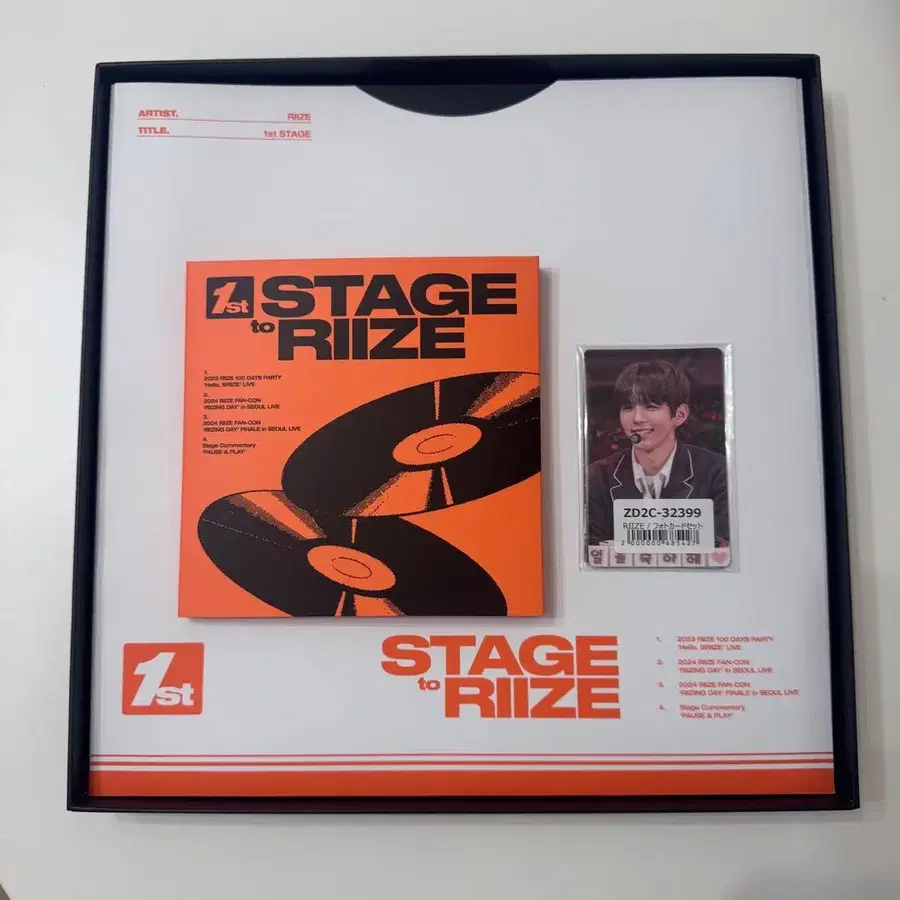 ARTIST. RIIZE
TITLE. 1st STAGE
1st STAGE
to RIIZE
1.
2023 RIIZE 100 DAYS PARTY
'Hello, BRIIZE' LIVE
2.
2024 RIIZE FAN-CON
'RIIZING DAY' in SEOUL LIVE
3.
2024 RIIZE FAN-CON
'RIIZING DAY' FINALE in SEOUL LIVE
4.
Stage Commentary
'PAUSE & PLAY'
ZD2C-32399
RIIZE / フォトカードセット
2 000000 685427
1st
STAGE
to RIIZE
1. 2023 RIIZE 100 DAYS PARTY
'Hello, BRIIZE' LIVE
2. 2024 RIIZE FAN-CON
'RIIZING DAY' in SEOUL LIVE
3. 2024 RIIZE FAN-CON
'RIIZING DAY' FINALE in SEOUL LIVE
4. Stage Commentary
'PAUSE & PLAY'